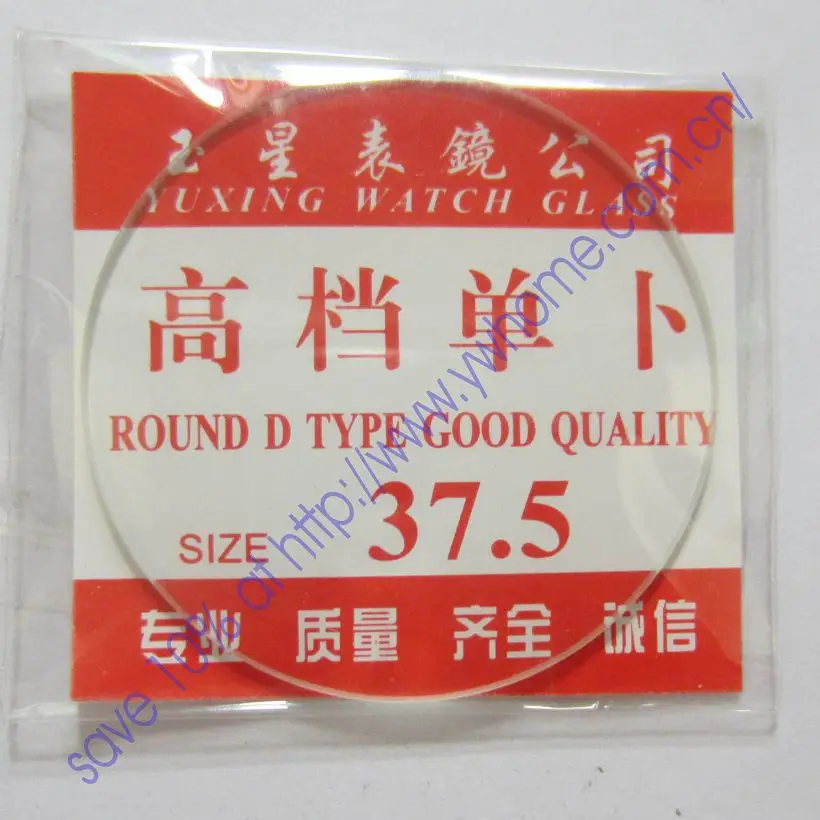 玉星表鏡公司
YUXING WATCH GLASS
高档单卜
ROUND D TYPE GOOD QUALITY
SIZE 37.5
专业 质量 齐全 诚信
save 10% at http://www.ywhome.com.cn/